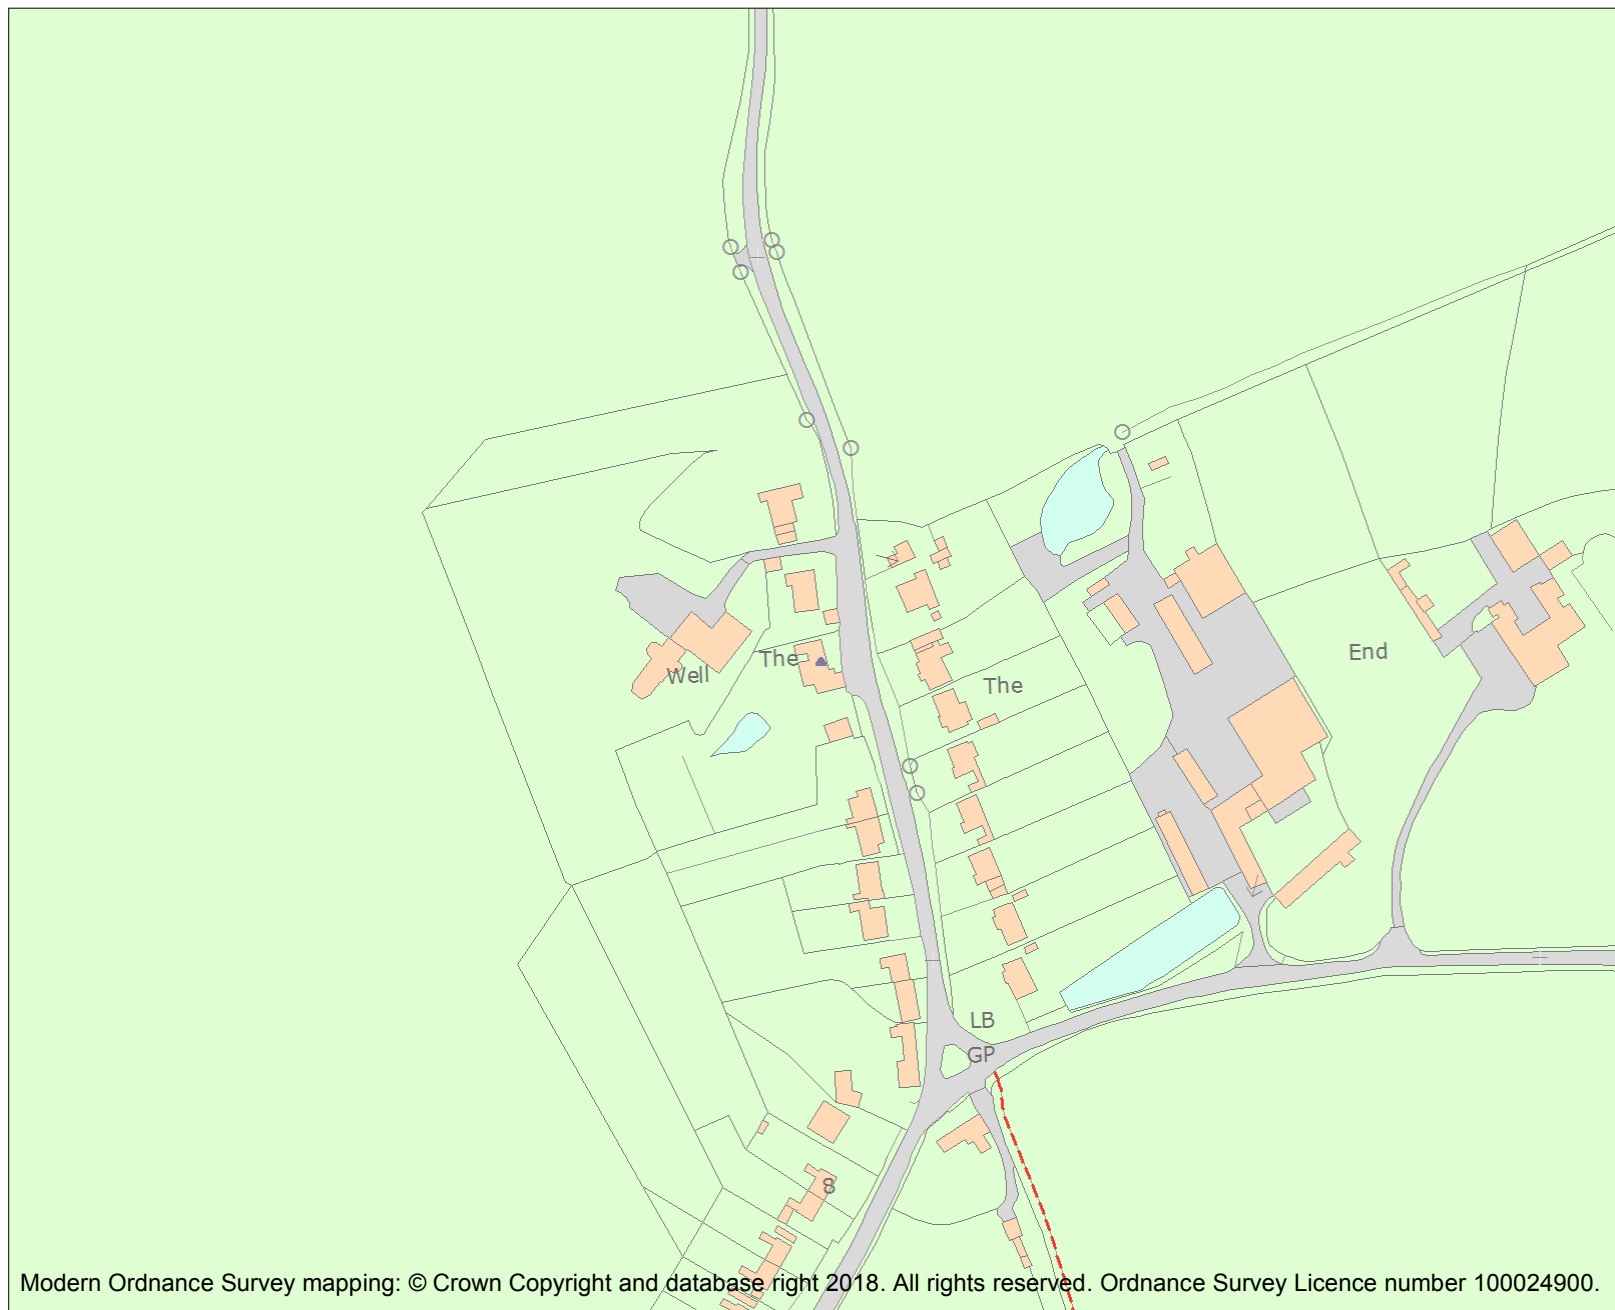 End
The
Well
The
LB
GP
8
Modern Ordnance Survey mapping: © Crown Copyright and database right 2018. All rights reserved. Ordnance Survey Licence number 100024900.